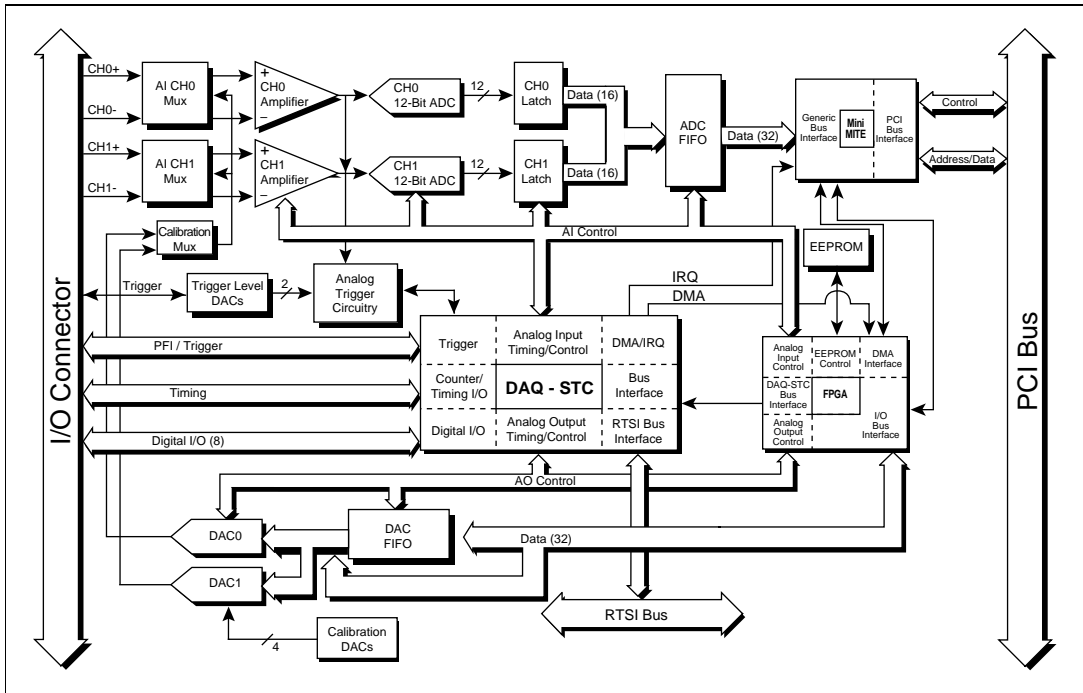 I/O Connector
PCI Bus
CH0+
CH0-
CH1+
CH1-
AI CH0
Mux
+
CH0
Amplifier
–
CH0
12-Bit ADC
12
CH0
Latch
Data (16)
AI CH1
Mux
+
CH1
Amplifier
–
CH1
12-Bit ADC
12
CH1
Latch
Data (16)
ADC
FIFO
Data (32)
Generic
Bus
Interface
Mini
MITE
PCI
Bus
Interface
Control
Address/Data
Calibration
Mux
AI Control
EEPROM
Trigger
Trigger Level
DACs
2
Analog
Trigger
Circuitry
IRQ
DMA
PFI / Trigger
Timing
Digital I/O (8)
Trigger
Analog Input
Timing/Control
DMA/IRQ
Counter/
Timing I/O
DAQ - STC
Bus
Interface
Digital I/O
Analog Output
Timing/Control
RTSI Bus
Interface
Analog
Input
Control
EEPROM
Control
DMA
Interface
DAQ-STC
Bus
Interface
FPGA
Analog
Output
Control
I/O
Bus
Interface
AO Control
DAC0
DAC
FIFO
Data (32)
DAC1
4
Calibration
DACs
RTSI Bus